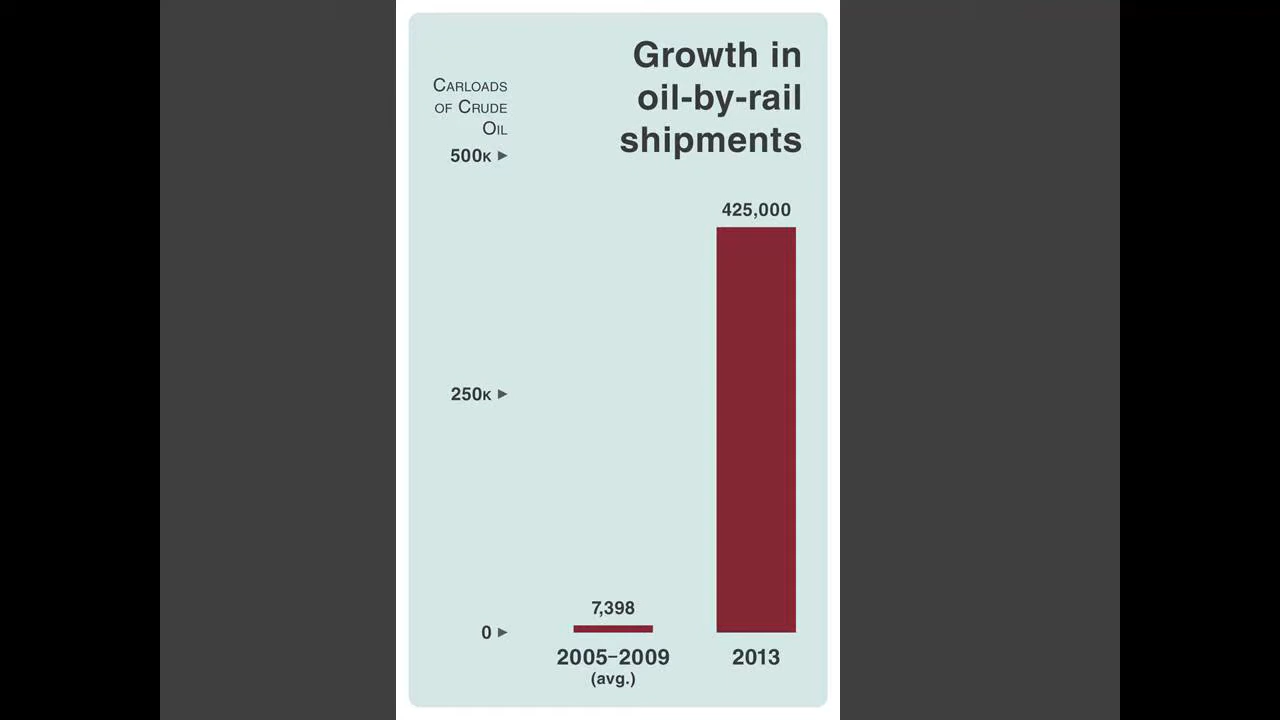 Growth in
oil-by-rail
shipments
Carloads
of Crude
Oil
500k ►
425,000
250k ►
7,398
0 ►
2005–2009
(avg.)
2013